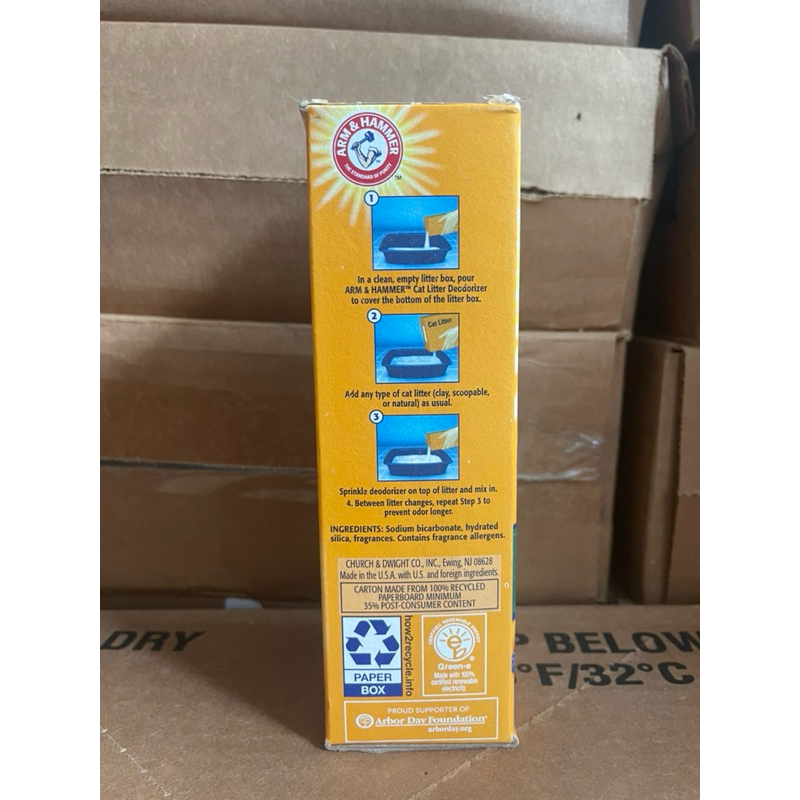 ARM & HAMMER
THE STANDARD OF PURITY
TM
1
In a clean, empty litter box, pour
ARM & HAMMER™ Cat Litter Deodorizer
to cover the bottom of the litter box.
2
Cat Litter
Add any type of cat litter (clay, scoopable,
or natural) as usual.
3
Sprinkle deodorizer on top of litter and mix in.
4. Between litter changes, repeat Step 3 to
prevent odor longer.
INGREDIENTS: Sodium bicarbonate, hydrated
silica, fragrances. Contains fragrance allergens.
CHURCH & DWIGHT CO., INC., Ewing, NJ 08628
Made in the U.S.A. with U.S. and foreign ingredients.
CARTON MADE FROM 100% RECYCLED
PAPERBOARD MINIMUM
35% POST-CONSUMER CONTENT
PAPER
BOX
how2recycle.info
CERTIFIED RENEWABLE ENERGY
e
Green-e®
Made with 100%
certified renewable
electricity.
PROUD SUPPORTER OF
Arbor Day Foundation®
arborday.org
DRY
P BELOW
°F/32°C